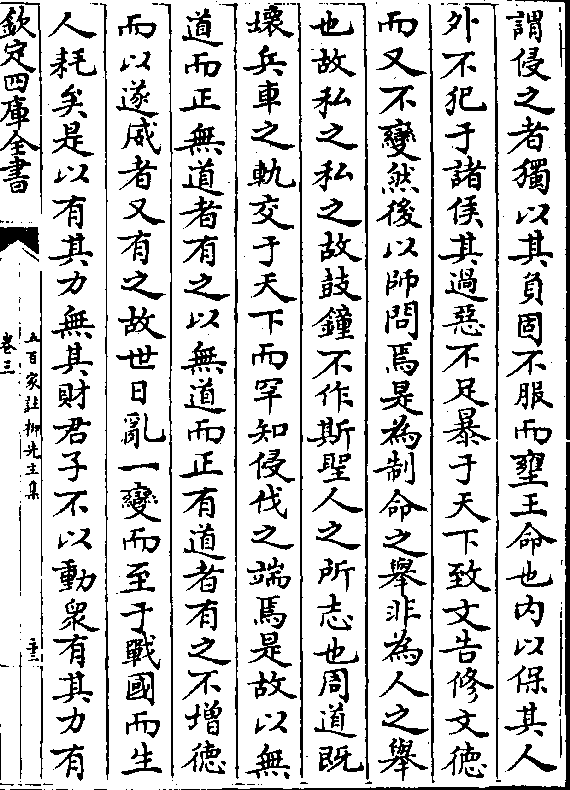 謂侵之者獨以其負固不服而壅王命也内以保其人
外不犯于諸侯其過惡不足暴于天下致文告修文德
而又不變然後以師問焉是為制命之舉非為人之舉
也故私之私之故鼓鐘不作斯聖人之所志也周道既
壞兵車之軌交于天下而罕知侵伐之端焉是故以無
道而正無道者有之以無道而正有道者有之不增德
而以遂威者又有之故世日亂一變而至于戰國而生
人耗矣是以有其力無其財君子不以動衆有其力有
欽定四庫全書
五百家註柳先生集
卷三